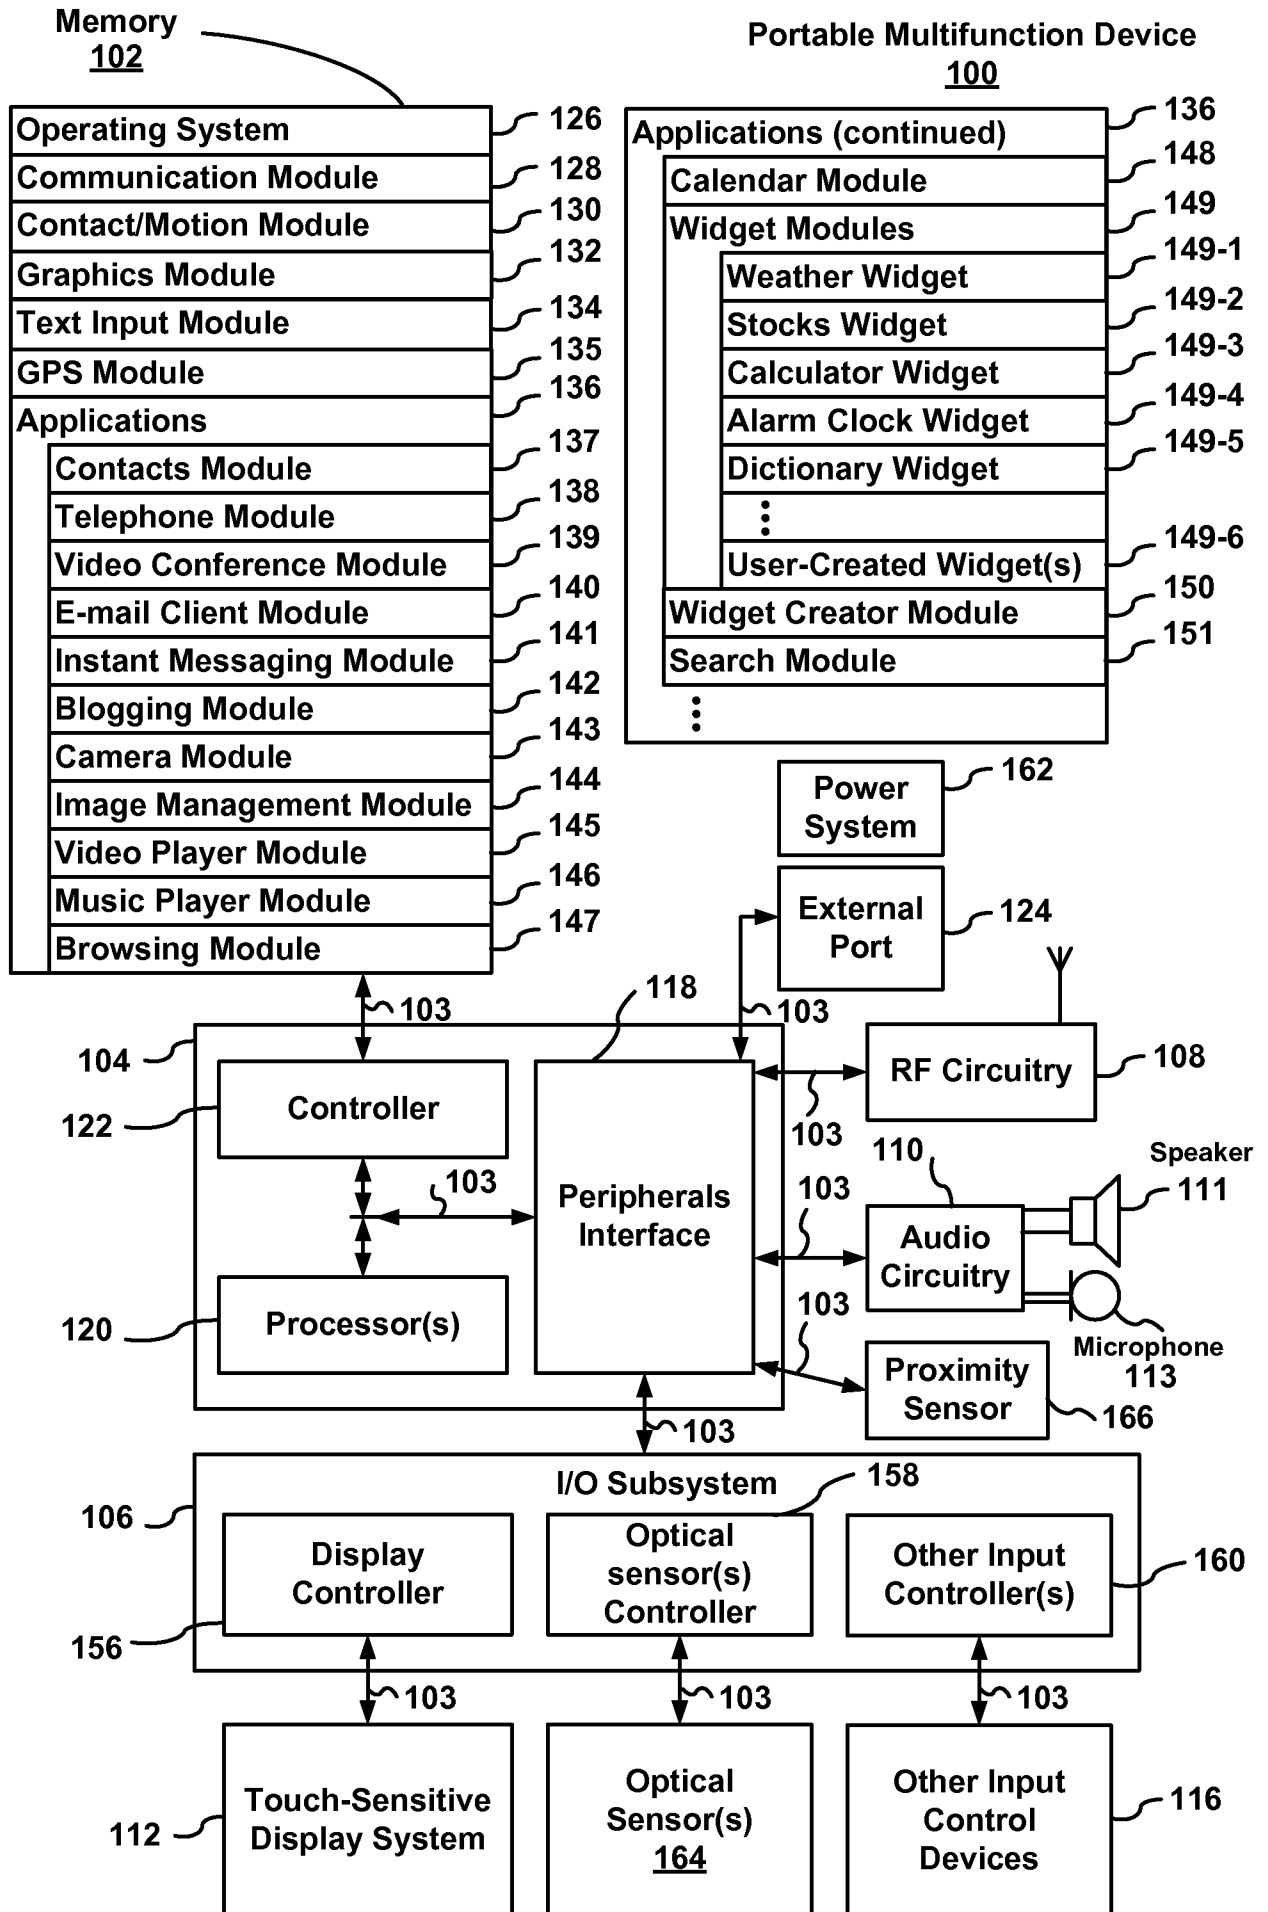 Memory
102
Portable Multifunction Device
100
Operating System 126
Communication Module 128
Contact/Motion Module 130
Graphics Module 132
Text Input Module 134
GPS Module 135
Applications 136
Contacts Module 137
Telephone Module 138
Video Conference Module 139
E-mail Client Module 140
Instant Messaging Module 141
Blogging Module 142
Camera Module 143
Image Management Module 144
Video Player Module 145
Music Player Module 146
Browsing Module 147
Applications (continued) 136
Calendar Module 148
Widget Modules 149
Weather Widget 149-1
Stocks Widget 149-2
Calculator Widget 149-3
Alarm Clock Widget 149-4
Dictionary Widget 149-5
User-Created Widget(s) 149-6
Widget Creator Module 150
Search Module 151
Power
System
162
External
Port
124
103
103
118
104
Controller
122
103
Peripherals
Interface
Processor(s)
120
RF Circuitry
108
103
110
Audio
Circuitry
103
Speaker
111
Microphone
113
103
Proximity
Sensor
166
103
I/O Subsystem
106
158
Display
Controller
156
Optical
sensor(s)
Controller
Other Input
Controller(s)
160
103
103
103
Touch-Sensitive
Display System
112
Optical
Sensor(s)
164
Other Input
Control
Devices
116